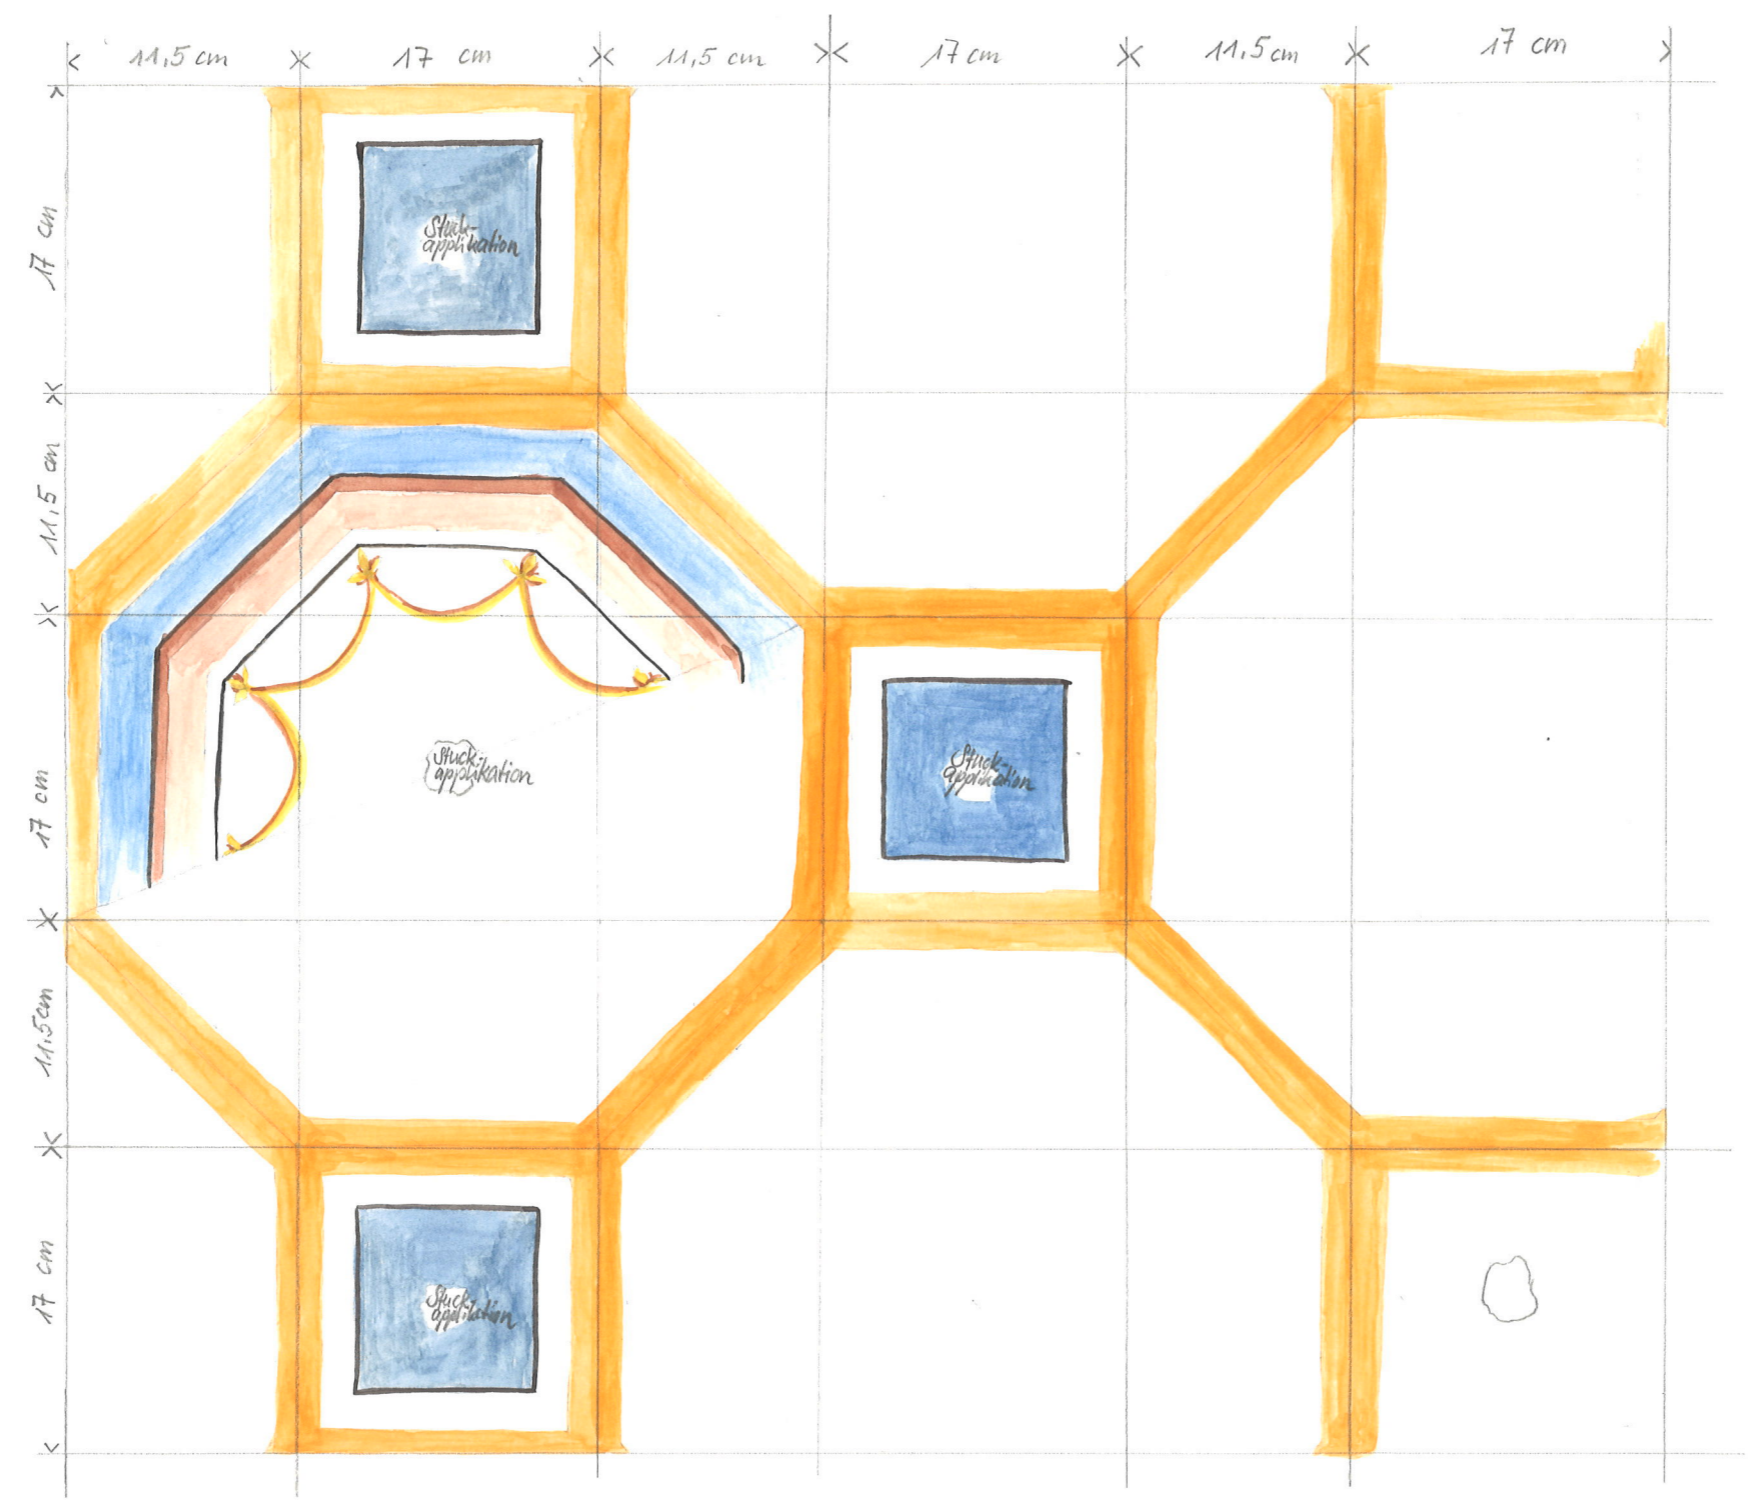 11,5 cm 17 cm 11,5 cm 17 cm 11,5 cm 17 cm
17 cm
Stuck-
applikation
11,5 cm
17 cm
Stuck-
applikation
Stuck-
applikation
11,5cm
17 cm
Stuck-
applikation